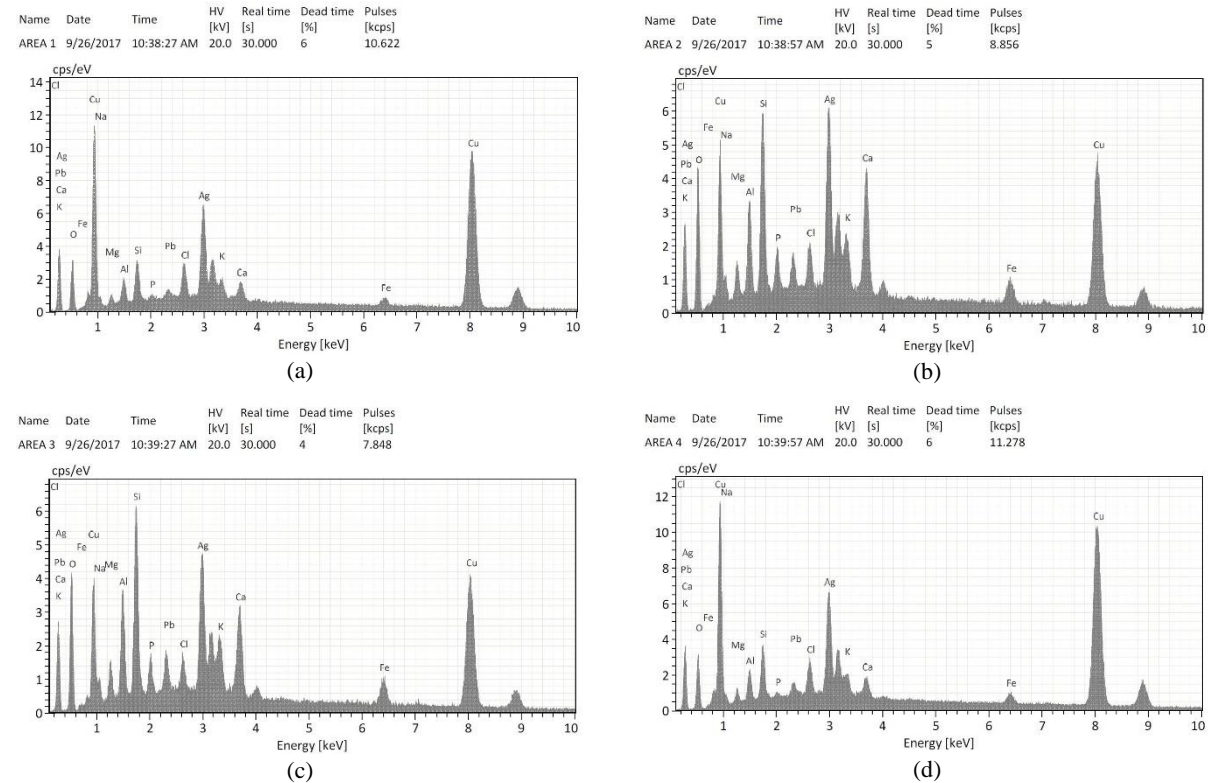 Name Date Time HV [kV] Real time [s] Dead time [%] Pulses [kcps]
AREA 1 9/26/2017 10:38:27 AM 20.0 30.000 6 10.622
cps/eV
14
12
10
8
6
4
2
0
Cl
Cu
Na
Ag
Pb
Ca
K
Fe
O
Mg
Al
Si
P
Pb
Cl
Ag
K
Ca
Fe
Cu
1 2 3 4 5 6 7 8 9 10
Energy [keV]
(a)
Name Date Time HV [kV] Real time [s] Dead time [%] Pulses [kcps]
AREA 2 9/26/2017 10:38:57 AM 20.0 30.000 5 8.856
cps/eV
6
5
4
3
2
1
0
Cl
Cu
Fe
Na
Ag
Pb
O
Ca
K
Mg
Al
Si
P
Pb
Cl
Ag
K
Ca
Fe
Cu
1 2 3 4 5 6 7 8 9 10
Energy [keV]
(b)
Name Date Time HV [kV] Real time [s] Dead time [%] Pulses [kcps]
AREA 3 9/26/2017 10:39:27 AM 20.0 30.000 4 7.848
cps/eV
6
5
4
3
2
1
0
Cl
Ag
Cu
Fe
Pb
O
Na
Mg
Ca
K
Al
Si
P
Pb
Cl
Ag
K
Ca
Fe
Cu
1 2 3 4 5 6 7 8 9 10
Energy [keV]
(c)
Name Date Time HV [kV] Real time [s] Dead time [%] Pulses [kcps]
AREA 4 9/26/2017 10:39:57 AM 20.0 30.000 6 11.278
cps/eV
12
10
8
6
4
2
0
Cl
Cu
Na
Ag
Pb
Ca
K
Fe
O
Mg
Al
Si
P
Pb
Cl
Ag
K
Ca
Fe
Cu
1 2 3 4 5 6 7 8 9 10
Energy [keV]
(d)